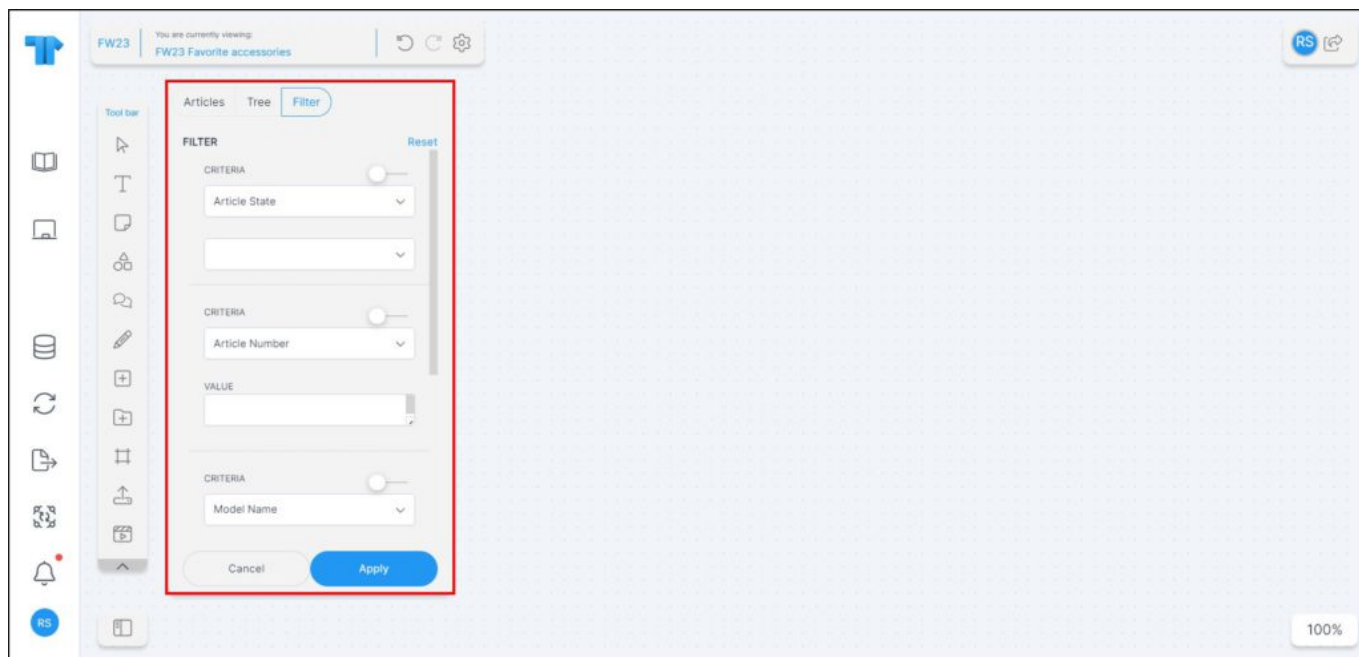 FW23
You are currently viewing:
FW23 Favorite accessories
RS
Tool bar
Articles Tree Filter
FILTER Reset
CRITERIA
Article State
CRITERIA
Article Number
VALUE
CRITERIA
Model Name
Cancel Apply
RS
100%